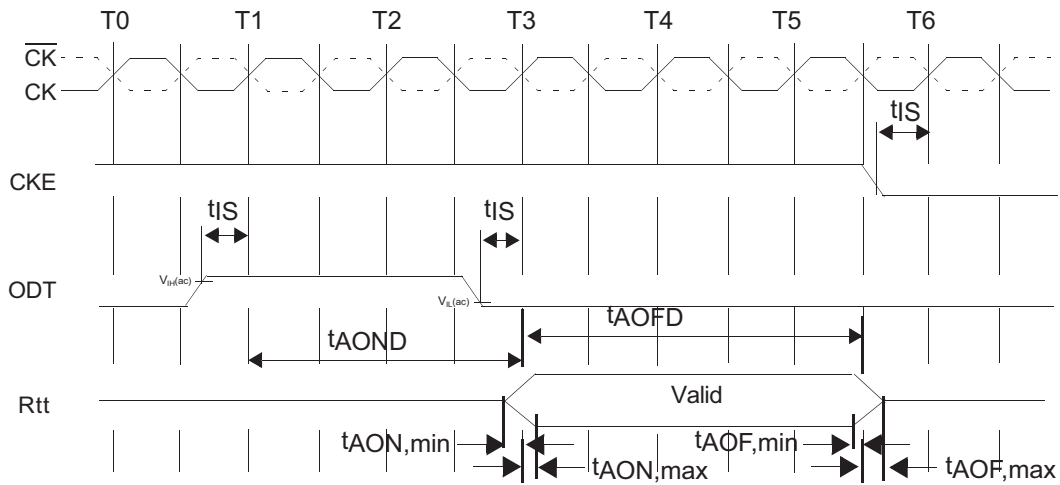 T0 T1 T2 T3 T4 T5 T6
CK
CK
tIS
CKE
tIS tIS
VIH(ac)
ODT
VIL(ac)
tAOND tAOFD
Rtt Valid
tAON,min tAOF,min
tAON,max tAOF,max